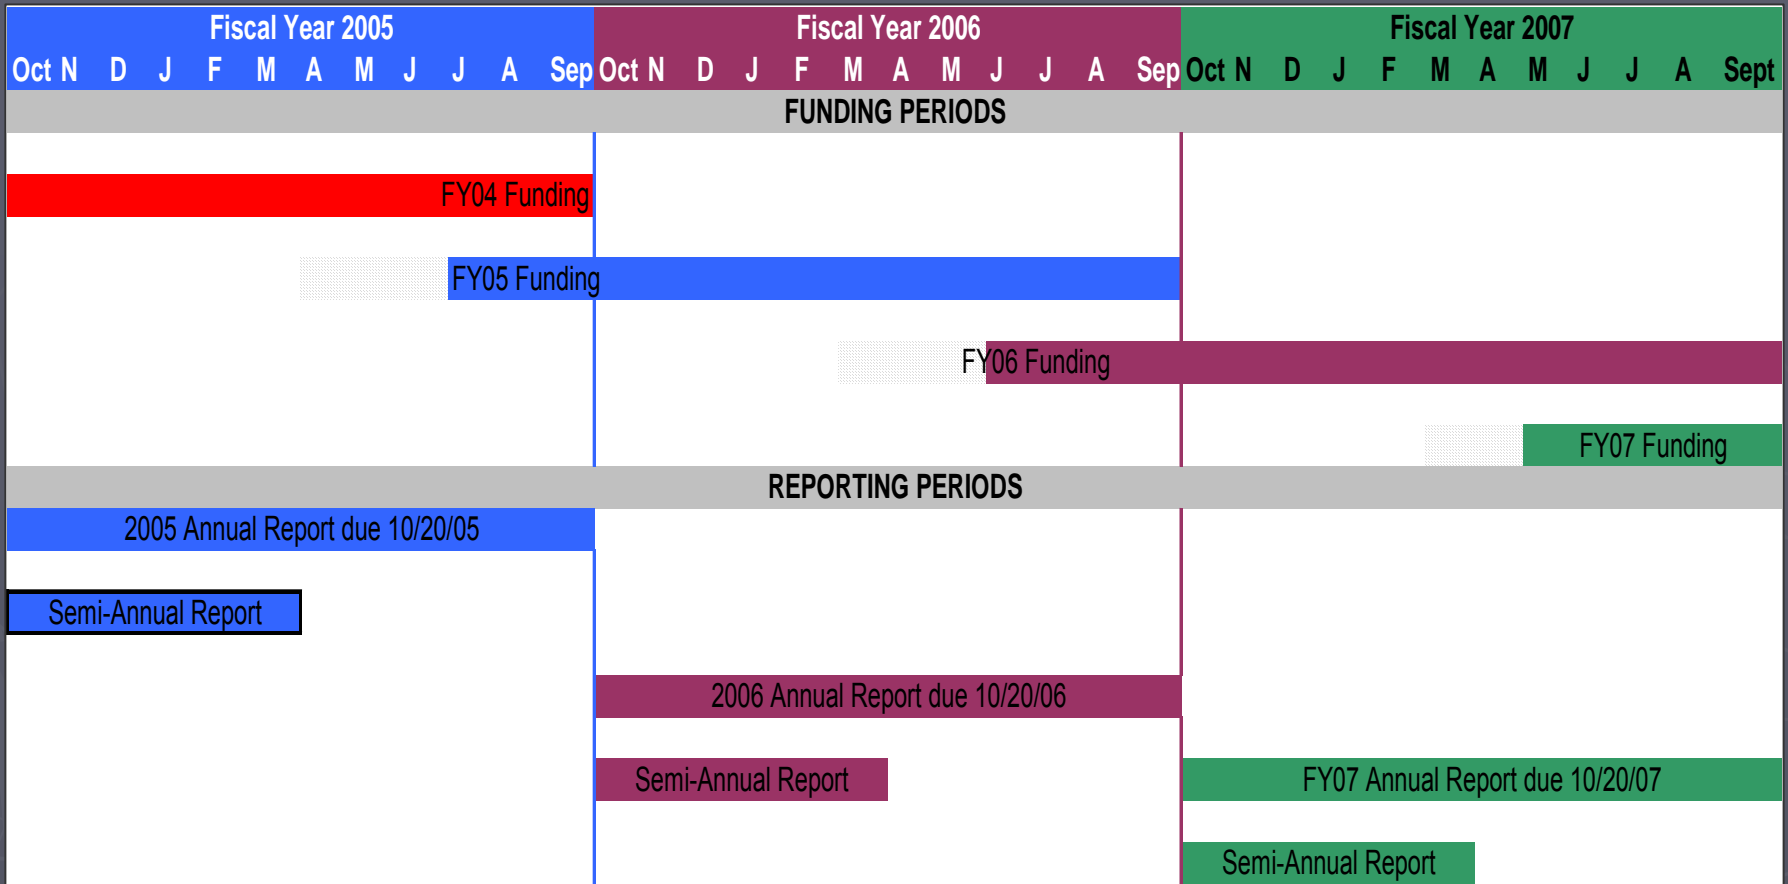 Fiscal Year 2005 Fiscal Year 2006 Fiscal Year 2007
Oct N D J F M A M J J A Sep Oct N D J F M A M J J A Sep Oct N D J F M A M J J A Sept
FUNDING PERIODS
FY04 Funding
FY05 Funding
FY06 Funding
FY07 Funding
REPORTING PERIODS
2005 Annual Report due 10/20/05
Semi-Annual Report
2006 Annual Report due 10/20/06
Semi-Annual Report FY07 Annual Report due 10/20/07
Semi-Annual Report